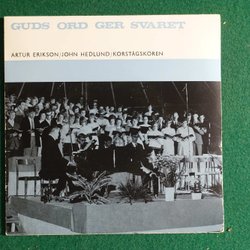 GUDS ORD GER SVARET
ARTUR ERIKSON/JOHN HEDLUND/KORSTÅGSKÖREN